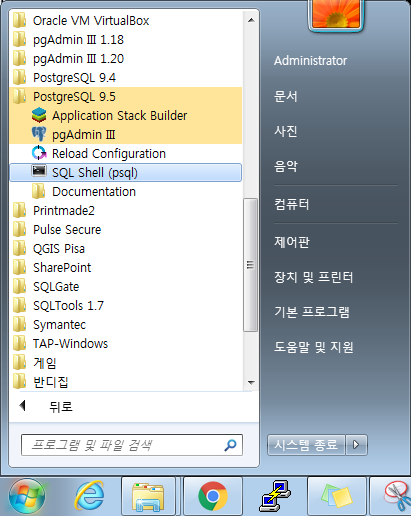 Oracle VM VirtualBox
pgAdmin III 1.18
pgAdmin III 1.20
PostgreSQL 9.4
PostgreSQL 9.5
Application Stack Builder
pgAdmin III
Reload Configuration
SQL Shell (psql)
Documentation
Printmade2
Pulse Secure
QGIS Pisa
SharePoint
SQLGate
SQLTools 1.7
Symantec
TAP-Windows
게임
반디집
뒤로
프로그램 및 파일 검색
Administrator
문서
사진
음악
컴퓨터
제어판
장치 및 프린터
기본 프로그램
도움말 및 지원
시스템 종료